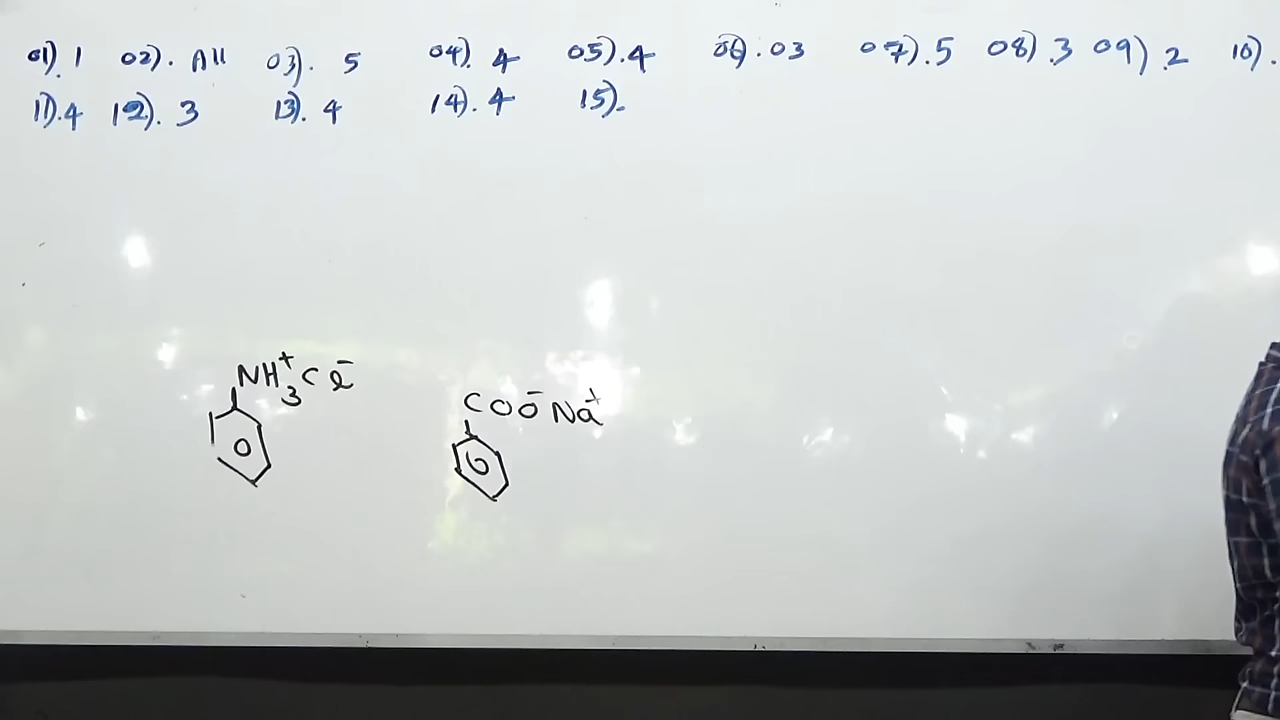 01). 1 02). All 03). 5 04). 4 05). 4 06). 03 07). 5 08). 3 09). 2 10).
11). 4 12). 3 13). 4 14). 4 15).
NH₃⁺Cl⁻
COO⁻Na⁺